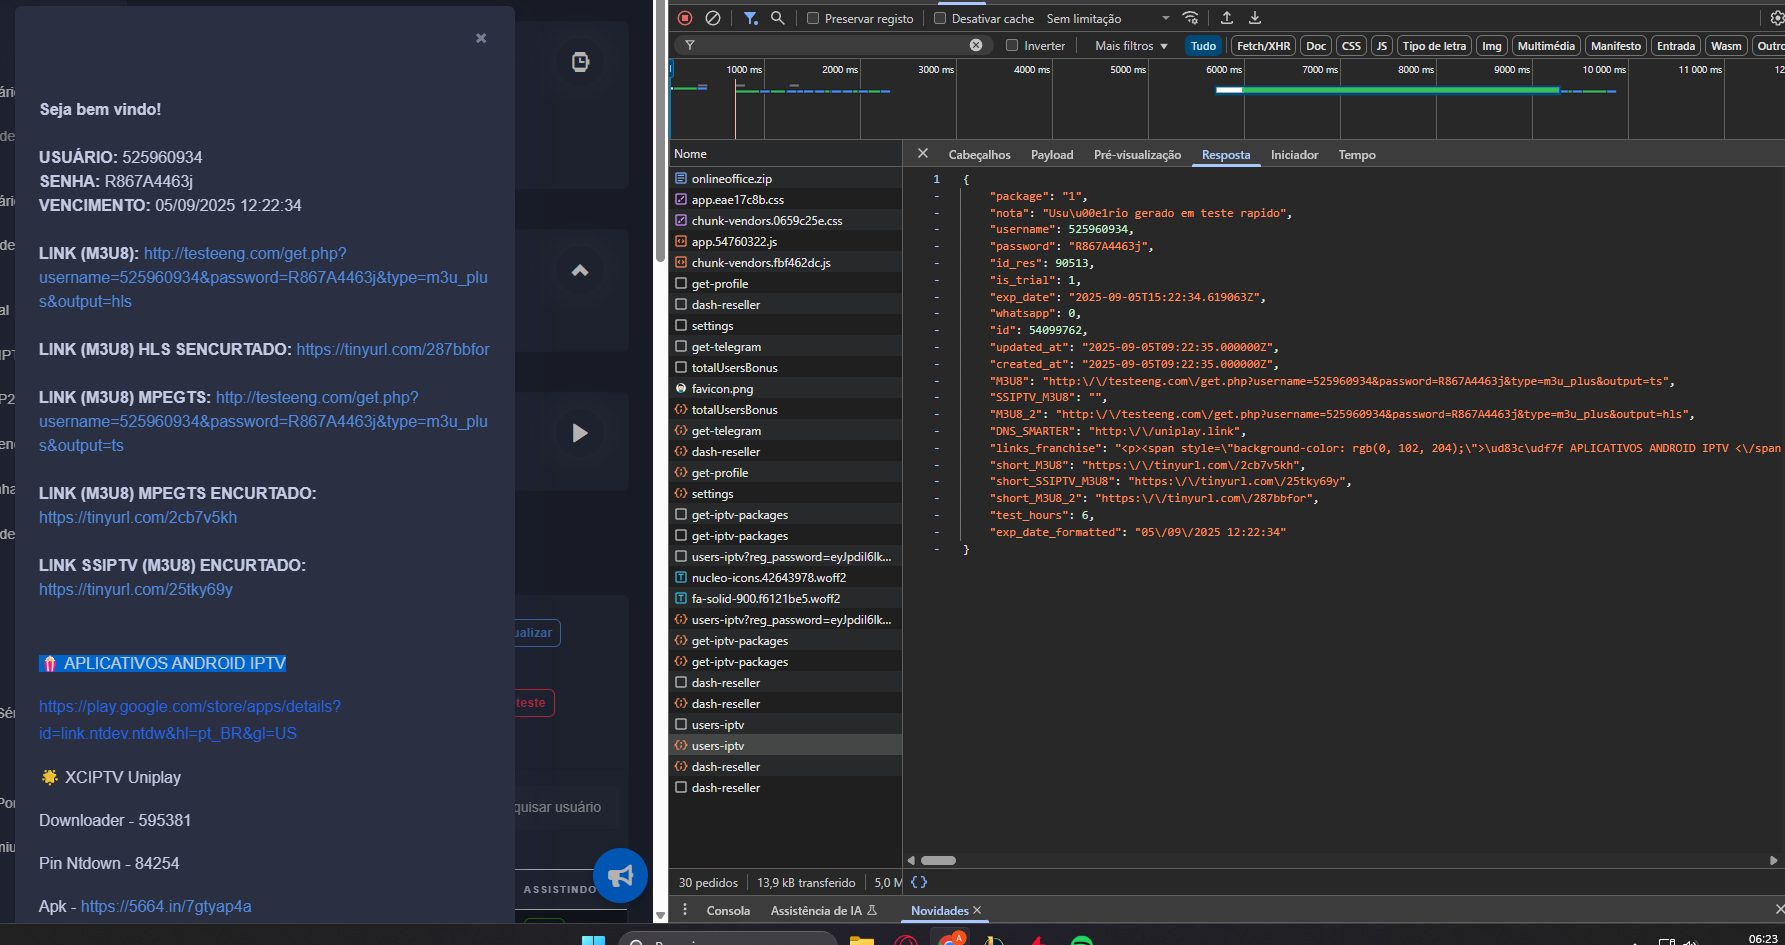 Seja bem vindo!
USUÁRIO: 525960934
SENHA: R867A4463j
VENCIMENTO: 05/09/2025 12:22:34
LINK (M3U8): http://testeeng.com/get.php?
username=525960934&password=R867A4463j&type=m3u_plu
s&output=hls
LINK (M3U8) HLS SENCURTADO: https://tinyurl.com/287bbfor
LINK (M3U8) MPEGTS: http://testeeng.com/get.php?
username=525960934&password=R867A4463j&type=m3u_plu
s&output=ts
LINK (M3U8) MPEGTS ENCURTADO:
https://tinyurl.com/2cb7v5kh
LINK SSIPTV (M3U8) ENCURTADO:
https://tinyurl.com/25tky69y
🍿 APLICATIVOS ANDROID IPTV
https://play.google.com/store/apps/details?
id=link.ntdev.ntdw&hl=pt_BR&gl=US
🌟 XCIPTV Uniplay
Downloader - 595381
Pin Ntdown - 84254
Apk - https://5664.in/7gtyap4a
ualizar
teste
quisar usuário
ASSISTINDO
Preservar registo
Desativar cache
Sem limitação
Inverter
Mais filtros
Tudo
Fetch/XHR
Doc
CSS
JS
Tipo de letra
Img
Multimédia
Manifesto
Entrada
Wasm
Outro
1000 ms
2000 ms
3000 ms
4000 ms
5000 ms
6000 ms
7000 ms
8000 ms
9000 ms
10 000 ms
11 000 ms
12
Nome
onlineoffice.zip
app.eae17c8b.css
chunk-vendors.0659c25e.css
app.54760322.js
chunk-vendors.fbf462dc.js
get-profile
dash-reseller
settings
get-telegram
totalUsersBonus
favicon.png
totalUsersBonus
get-telegram
dash-reseller
get-profile
settings
get-iptv-packages
get-iptv-packages
users-iptv?reg_password=eyJpdil6lk...
nucleo-icons.42643978.woff2
fa-solid-900.f6121be5.woff2
users-iptv?reg_password=eyJpdil6lk...
get-iptv-packages
get-iptv-packages
dash-reseller
dash-reseller
users-iptv
users-iptv
dash-reseller
dash-reseller
Cabeçalhos
Payload
Pré-visualização
Resposta
Iniciador
Tempo
1 {
"package": "1",
"nota": "Usu\u00e1rio gerado em teste rapido",
"username": 525960934,
"password": "R867A4463j",
"id_res": 90513,
"is_trial": 1,
"exp_date": "2025-09-05T15:22:34.619063Z",
"whatsapp": 0,
"id": 54099762,
"updated_at": "2025-09-05T09:22:35.000000Z",
"created_at": "2025-09-05T09:22:35.000000Z",
"M3U8": "http:\/\/testeeng.com\/get.php?username=525960934&password=R867A4463j&type=m3u_plus&output=ts",
"SSIPTV_M3U8": "",
"M3U8_2": "http:\/\/testeeng.com\/get.php?username=525960934&password=R867A4463j&type=m3u_plus&output=hls",
"DNS_SMARTER": "http:\/\/uniplay.link",
"links_franchise": "<p><span style=\"background-color: rgb(0, 102, 204);\">\ud83c\udf7f APLICATIVOS ANDROID IPTV <\/span
"short_M3U8": "https:\/\/tinyurl.com\/2cb7v5kh",
"short_SSIPTV_M3U8": "https:\/\/tinyurl.com\/25tky69y",
"short_M3U8_2": "https:\/\/tinyurl.com\/287bbfor",
"test_hours": 6,
"exp_date_formatted": "05\/09\/2025 12:22:34"
}
30 pedidos
13,9 kB transferido
5,0 M
Consola
Assistência de IA
Novidades
06:23